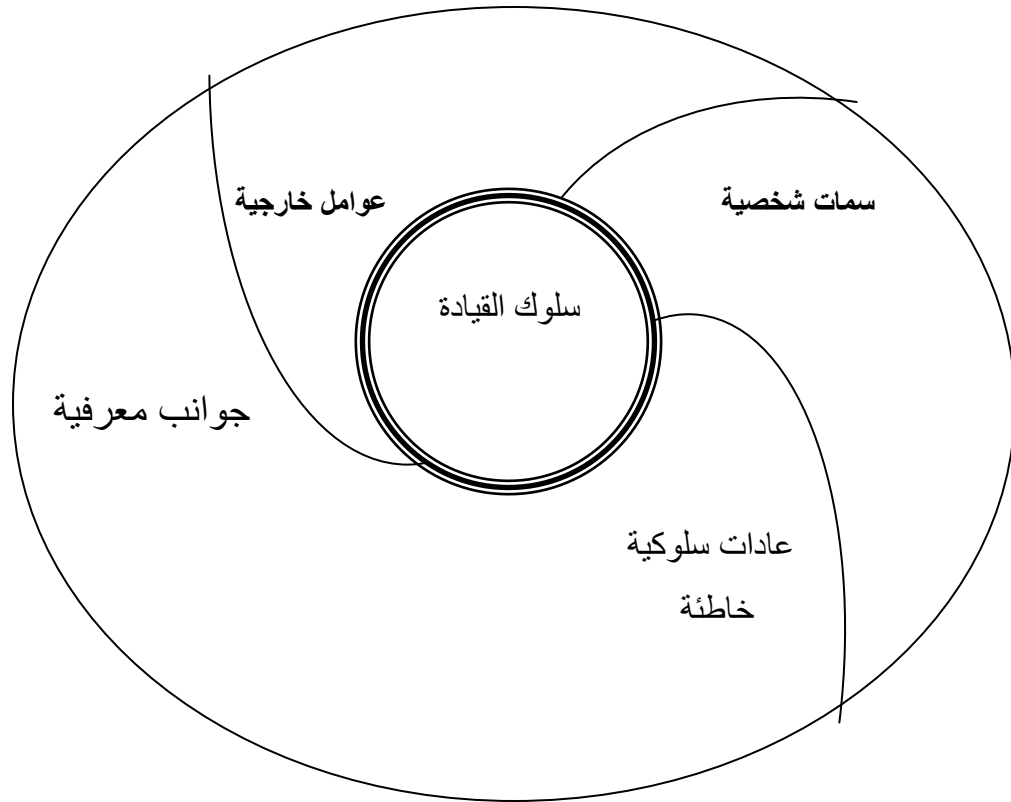 سمات شخصية
عوامل خارجية
سلوك القيادة
جوانب معرفية
عادات سلوكية
خاطئة